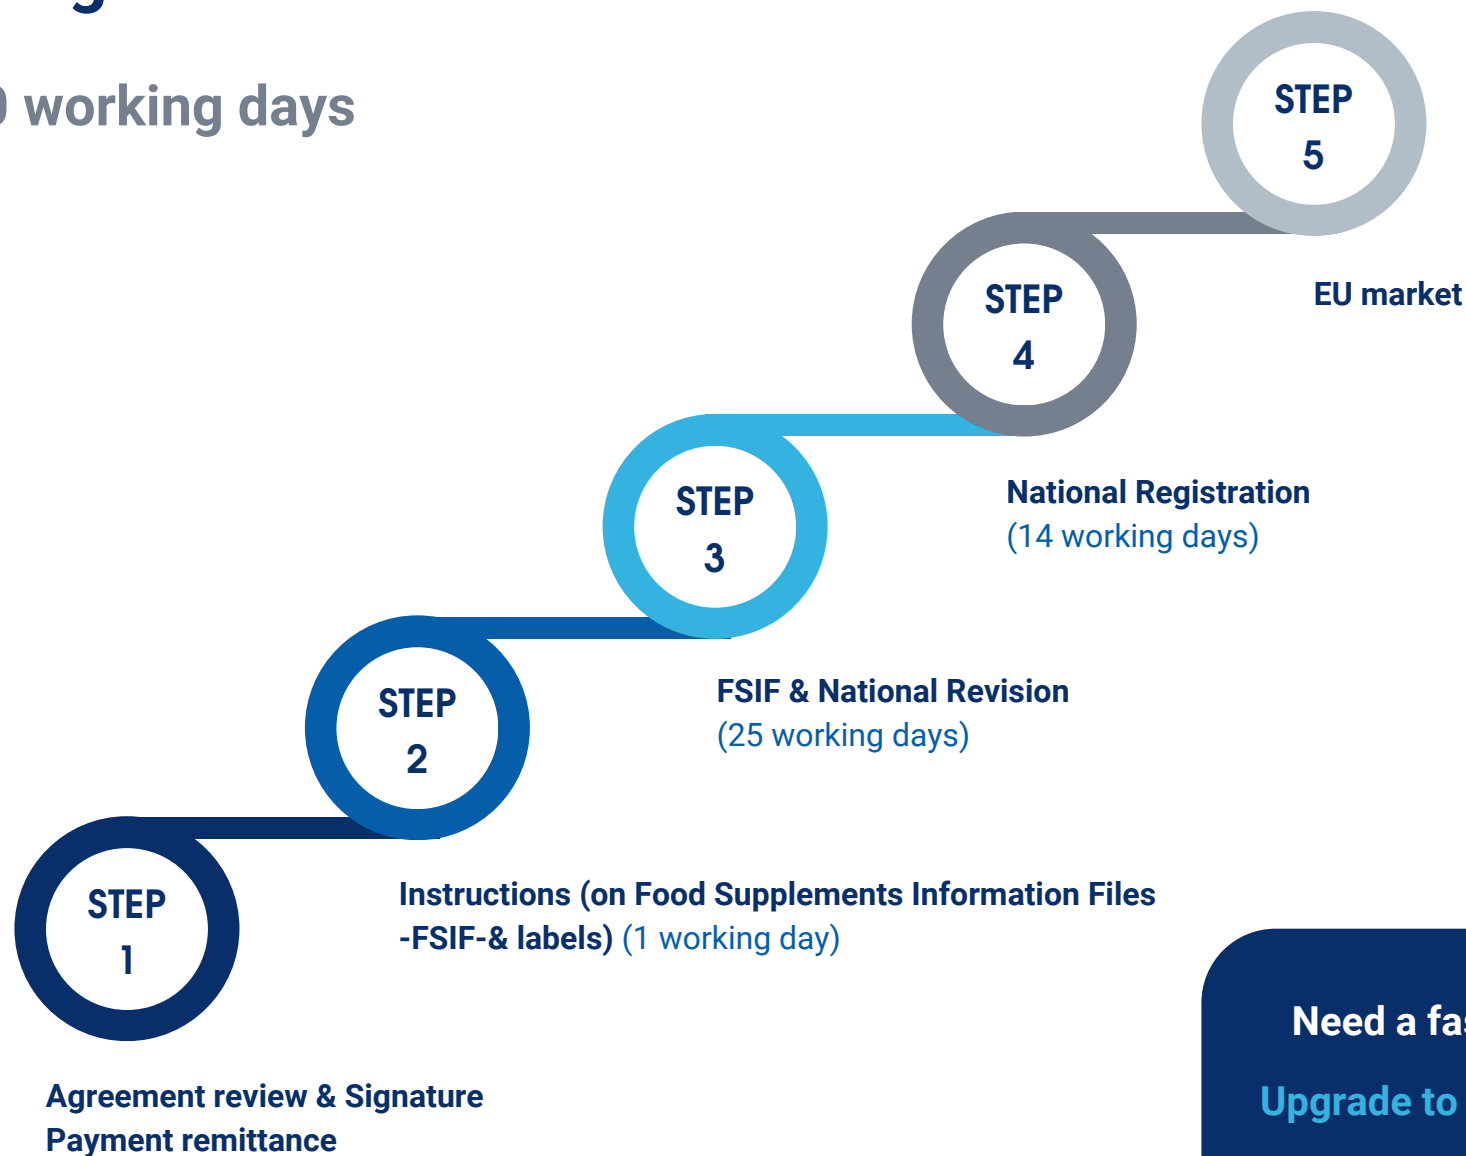 working days
STEP
5
EU market
STEP
4
National Registration
(14 working days)
STEP
3
FSIF & National Revision
(25 working days)
STEP
2
Instructions (on Food Supplements Information Files
-FSIF-& labels) (1 working day)
STEP
1
Agreement review & Signature
Payment remittance
Need a
Upgrade to